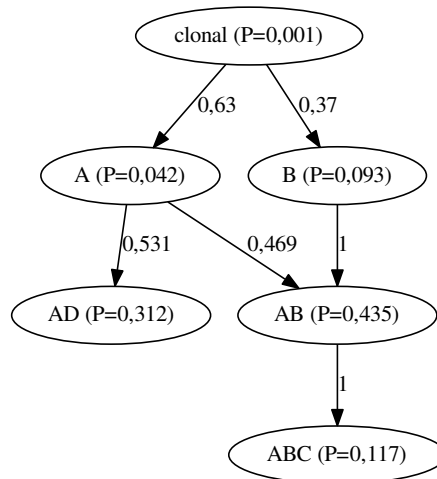 clonal (P=0,001)
0,63
0,37
A (P=0,042)
B (P=0,093)
0,531
0,469
1
AD (P=0,312)
AB (P=0,435)
1
ABC (P=0,117)